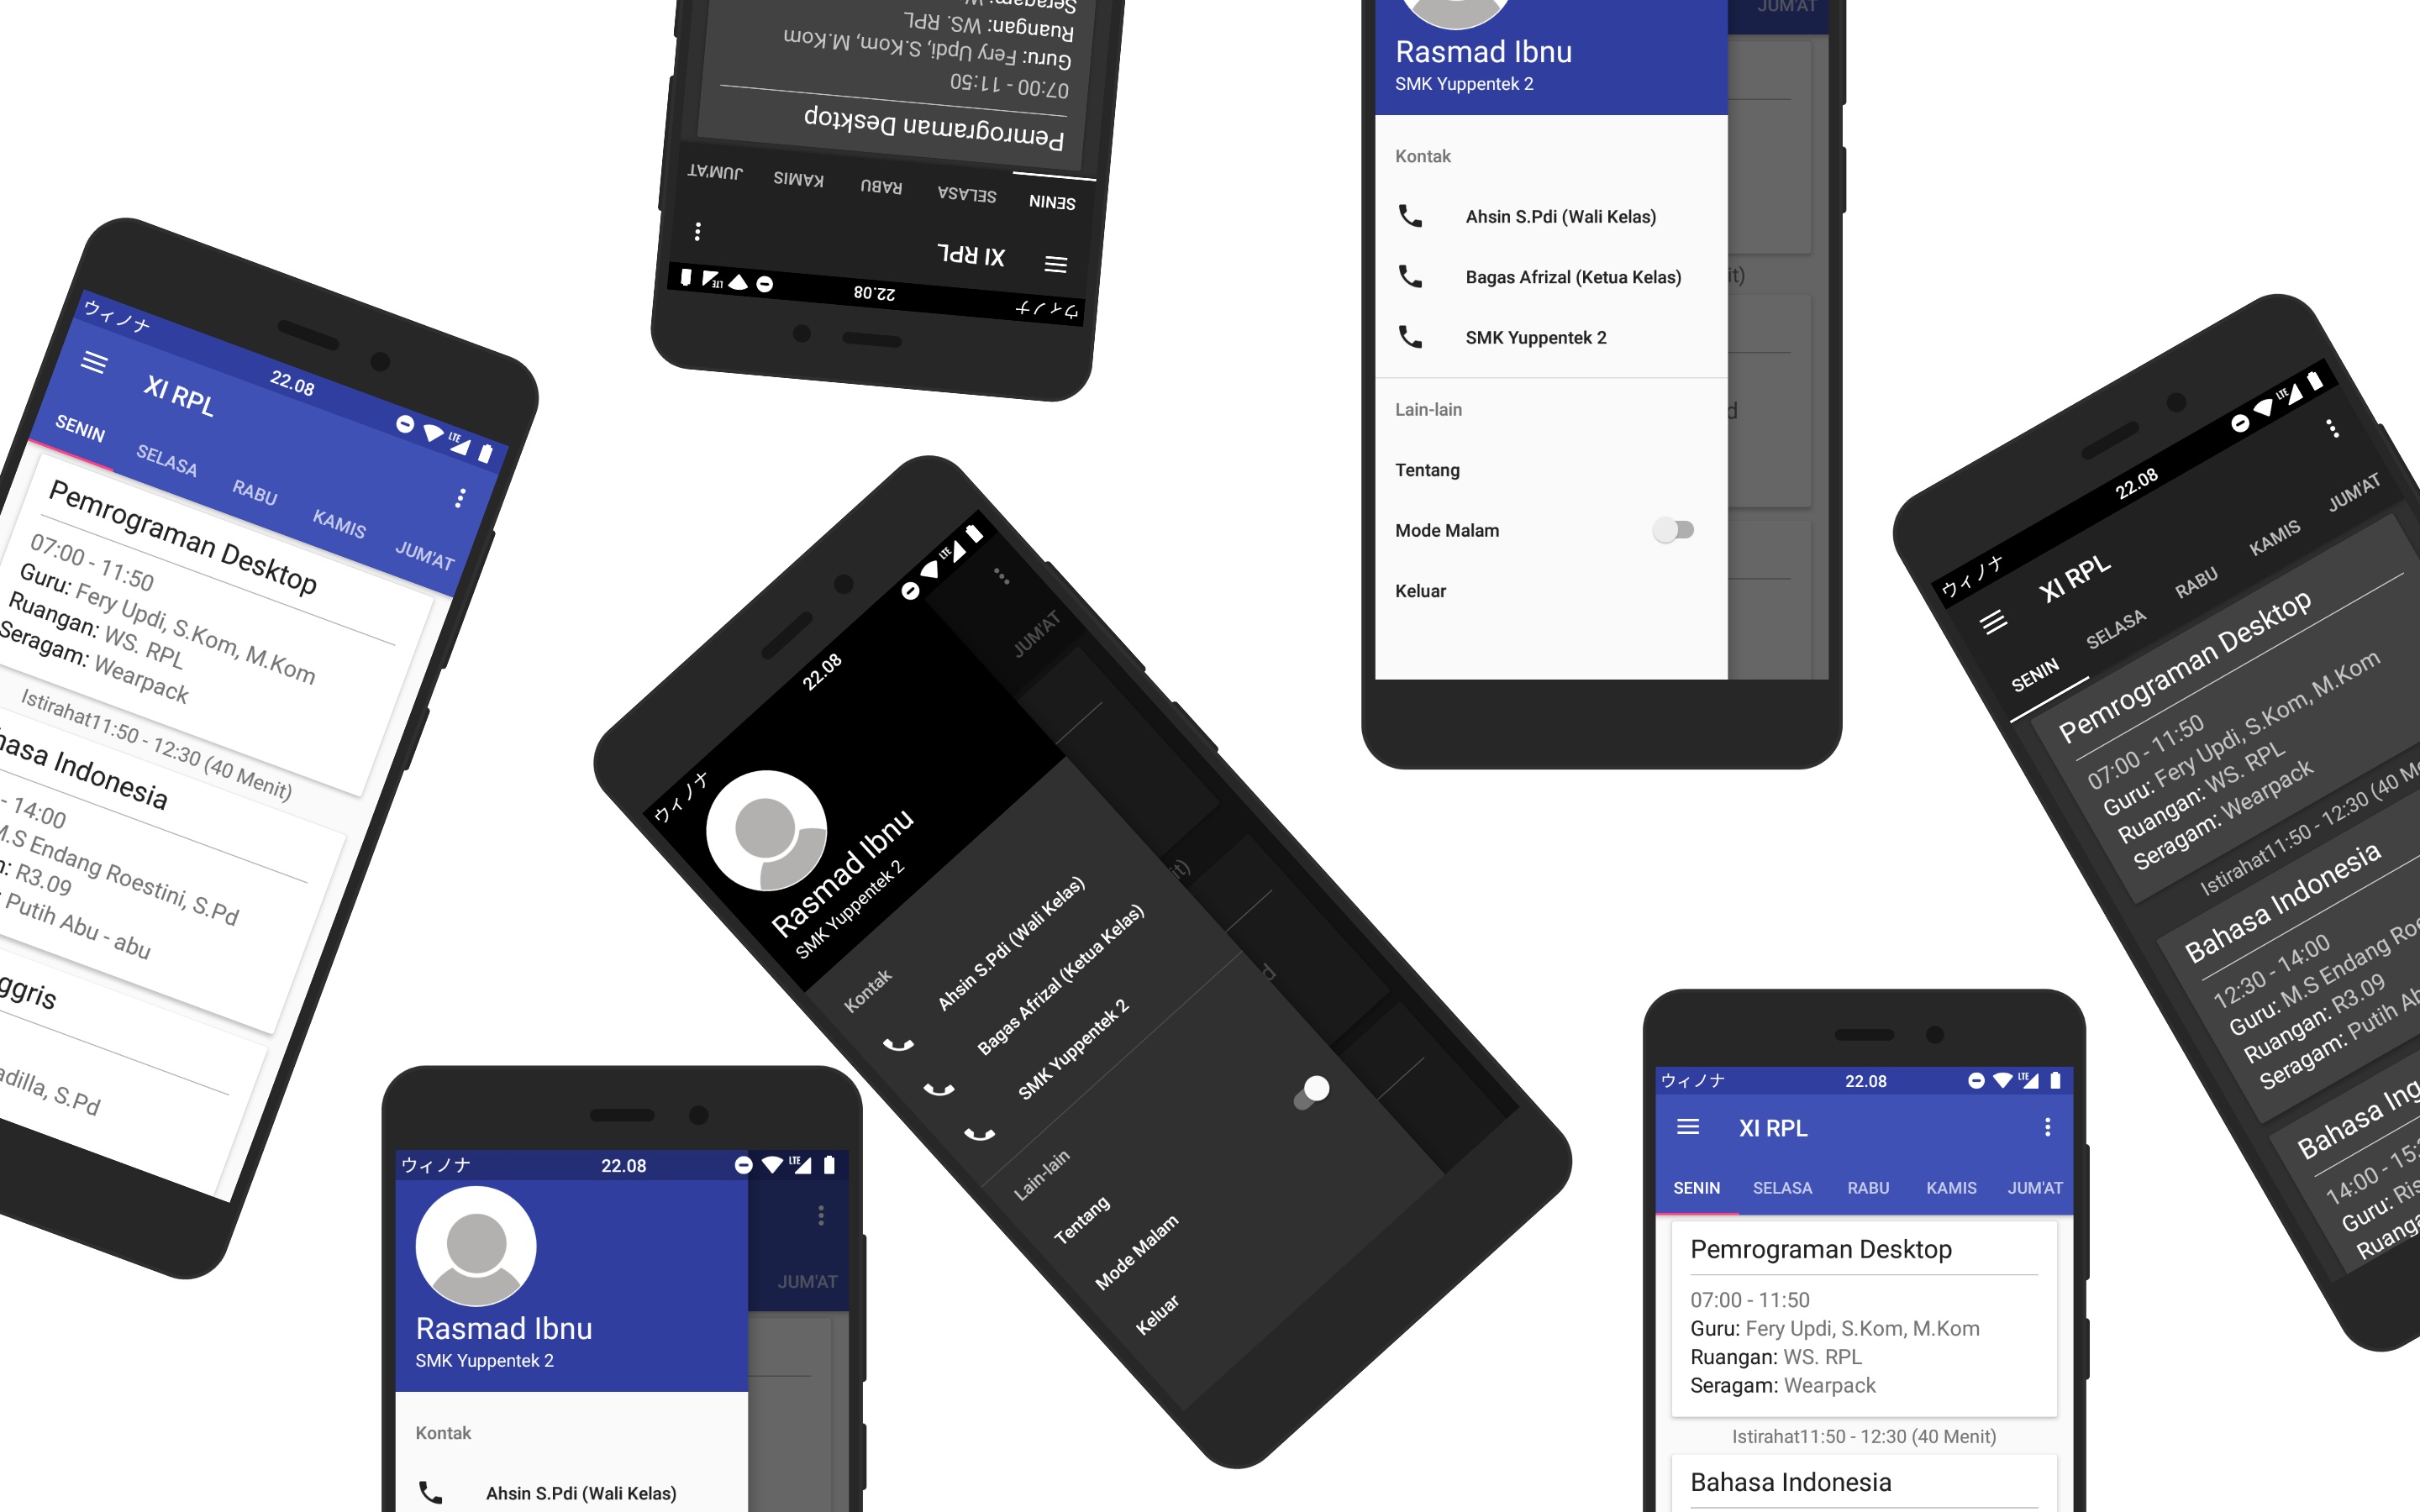 ウィノナ
22.08
LTE
XI RPL
SENIN
SELASA
RABU
KAMIS
JUM'AT
Pemrograman Desktop
07:00 - 11:50
Guru: Fery Updi, S.Kom, M.Kom
Ruangan: WS. RPL
Seragam: Wearpack
Istirahat11:50 - 12:30 (40 Menit)
Indonesia
- 14:00
M.S Endang Roestini, S.Pd
R3.09
Putih Abu - abu
S.Pd
ウィノナ
22.08
LTE
XI RPL
SENIN
SELASA
RABU
KAMIS
JUM'AT
Pemrograman Desktop
07:00 - 11:50
Guru: Fery Updi, S.Kom, M.Kom
Ruangan: WS. RPL
JUM'AT
Rasmad Ibnu
SMK Yuppentek 2
Kontak
Ahsin S.Pdi (Wali Kelas)
Bagas Afrizal (Ketua Kelas)
SMK Yuppentek 2
Lain-lain
Tentang
Mode Malam
Keluar
ウィノナ
22.08
LTE
JUM'AT
Rasmad Ibnu
SMK Yuppentek 2
Kontak
Ahsin S.Pdi (Wali Kelas)
Bagas Afrizal (Ketua Kelas)
SMK Yuppentek 2
Lain-lain
Tentang
Mode Malam
Keluar
ウィノナ
22.08
LTE
XI RPL
SENIN
SELASA
RABU
KAMIS
JUM'AT
Pemrograman Desktop
07:00 - 11:50
Guru: Fery Updi, S.Kom, M.Kom
Ruangan: WS. RPL
Seragam: Wearpack
Istirahat11:50 - 12:30 (40
Bahasa Indonesia
12:30 - 14:00
Guru: M.S Endang
Ruangan: R3.09
Seragam: Putih
Bahasa
14:00 -
Guru:
ウィノナ
22.08
LTE
JUM'AT
Rasmad Ibnu
SMK Yuppentek 2
Kontak
Ahsin S.Pdi (Wali Kelas)
ウィノナ
22.08
LTE
XI RPL
SENIN
SELASA
RABU
KAMIS
JUM'AT
Pemrograman Desktop
07:00 - 11:50
Guru: Fery Updi, S.Kom, M.Kom
Ruangan: WS. RPL
Seragam: Wearpack
Istirahat11:50 - 12:30 (40 Menit)
Bahasa Indonesia